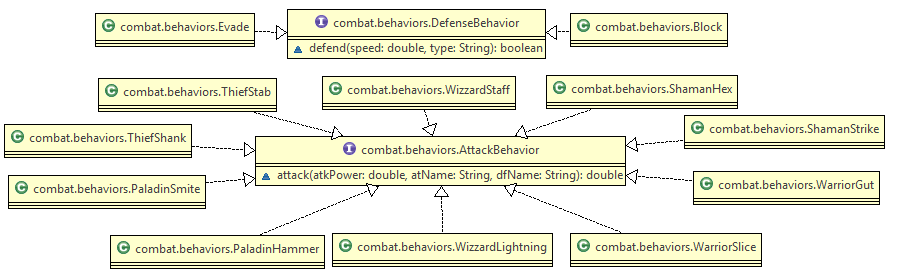 combat.behaviors.Evade
I combat.behaviors.DefenseBehavior
defend(speed: double, type: String): boolean
C combat.behaviors.Block
C combat.behaviors.ThiefStab
C combat.behaviors.WizzardStaff
C combat.behaviors.ShamanHex
C combat.behaviors.ThiefShank
I combat.behaviors.AttackBehavior
attack(atkPower: double, atName: String, dfName: String): double
C combat.behaviors.ShamanStrike
C combat.behaviors.PaladinSmite
C combat.behaviors.WarriorGut
C combat.behaviors.PaladinHammer
C combat.behaviors.WizzardLightning
C combat.behaviors.WarriorSlice